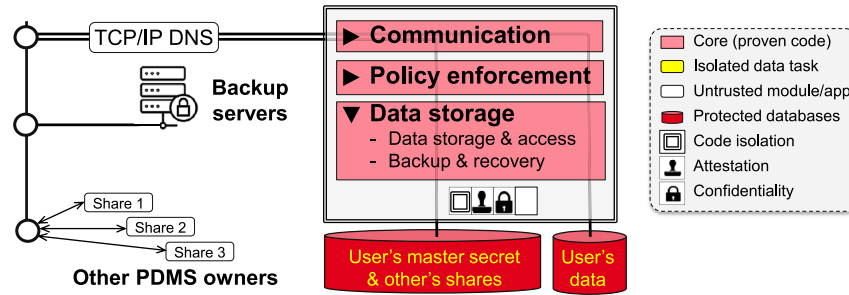 TCP/IP DNS
Backup
servers
Share 1
Share 2
Share 3
Other PDMS owners
► Communication
► Policy enforcement
▼ Data storage
- Data storage & access
- Backup & recovery
User's master secret
& other's shares
User's
data
Core (proven code)
Isolated data task
Untrusted module/app
Protected databases
Code isolation
Attestation
Confidentiality